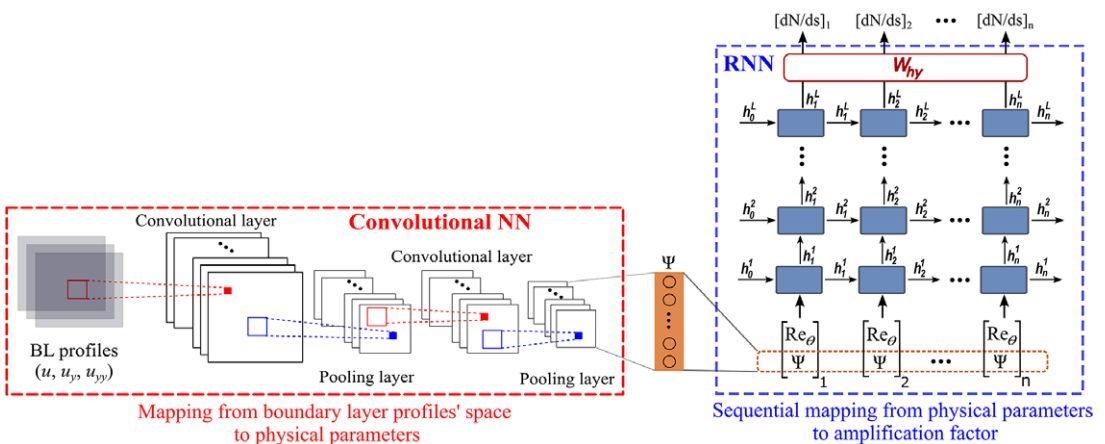 [dN/ds]₁ [dN/ds]₂ ••• [dN/ds]ₙ
RNN
W_hy
h₁ᴸ h₂ᴸ hₙᴸ
h₀ᴸ h₁ᴸ h₂ᴸ ••• hₙᴸ
••• ••• •••
h₁² h₂² hₙ²
h₀² h₁² h₂² ••• hₙ²
h₁¹ h₂¹ hₙ¹
h₀¹ h₁¹ h₂¹ ••• hₙ¹
[Re_θ [Re_θ [Re_θ
Ψ]₁ Ψ]₂ ••• Ψ]ₙ
Sequential mapping from physical parameters
to amplification factor
Convolutional NN
Convolutional layer
Convolutional layer
Ψ
BL profiles
(u, u_y, u_yy)
Pooling layer
Pooling layer
Mapping from boundary layer profiles' space
to physical parameters